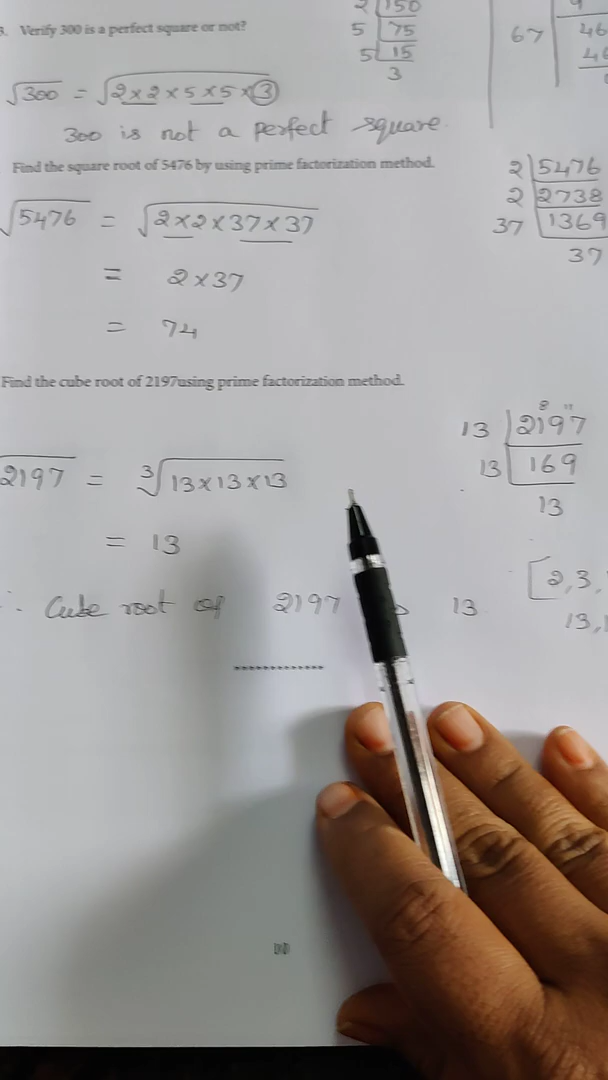 3. Verify 300 is a perfect square or not?
2 150
5 75
5 15
3
67 46
√300 = √2×2×5×5×3
300 is not a perfect square.
Find the square root of 5476 by using prime factorization method.
√5476 = √2×2×37×37
= 2×37
= 74
2 5476
2 2738
37 1369
37
Find the cube root of 2197using prime factorization method.
2197 = ∛13×13×13
= 13
8 11
13 2197
13 169
13
[2,3,
13,
∴ Cube root of 2197 13